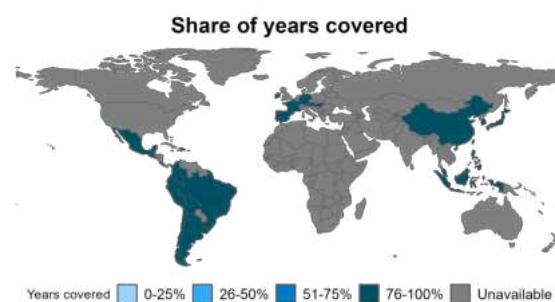 Share of years covered
Years covered 0-25% 26-50% 51-75% 76-100% Unavailable